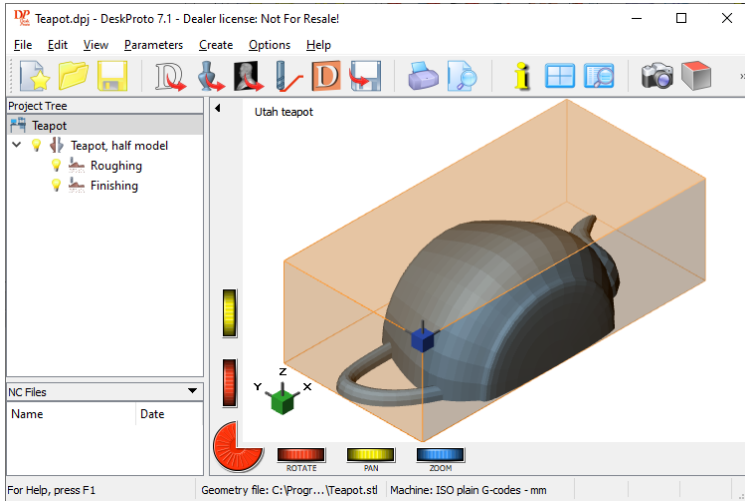 Teapot.dpj - DeskProto 7.1 - Dealer license: Not For Resale!
File Edit View Parameters Create Options Help
Project Tree
Teapot
Teapot, half model
Roughing
Finishing
Utah teapot
Z
Y X
NC Files
Name Date
ROTATE PAN ZOOM
For Help, press F1 Geometry file: C:\Progr...\Teapot.stl Machine: ISO plain G-codes - mm